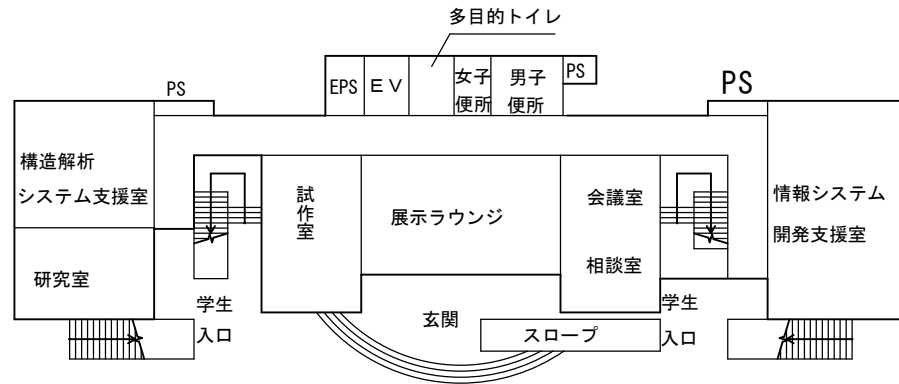 多目的トイレ
PS
EPS
EV
女子
便所
男子
便所
PS
PS
構造解析
システム支援室
試作室
展示ラウンジ
会議室
相談室
情報システム
開発支援室
研究室
学生
入口
玄関
スロープ
学生
入口